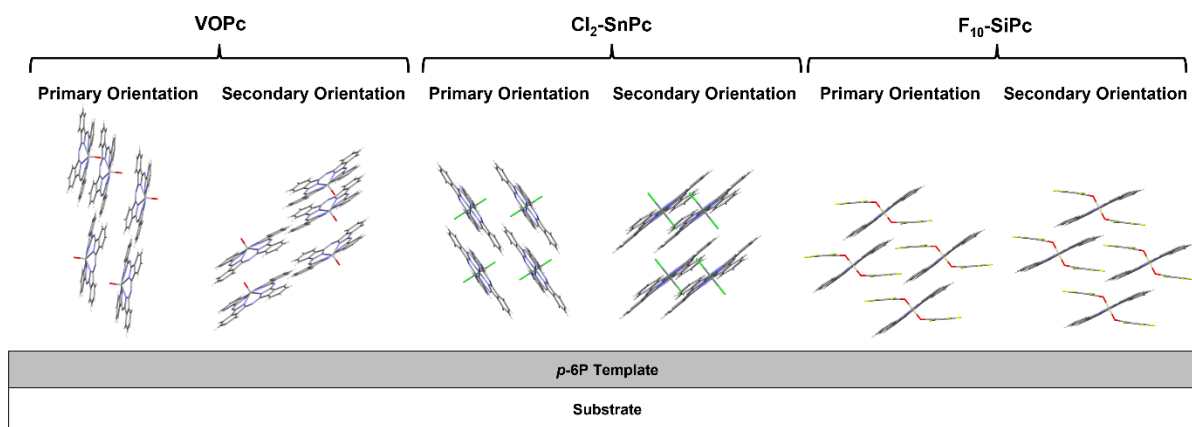 VOPc Cl₂-SnPc F₁₀-SiPc
Primary Orientation Secondary Orientation Primary Orientation Secondary Orientation Primary Orientation Secondary Orientation
p-6P Template
Substrate